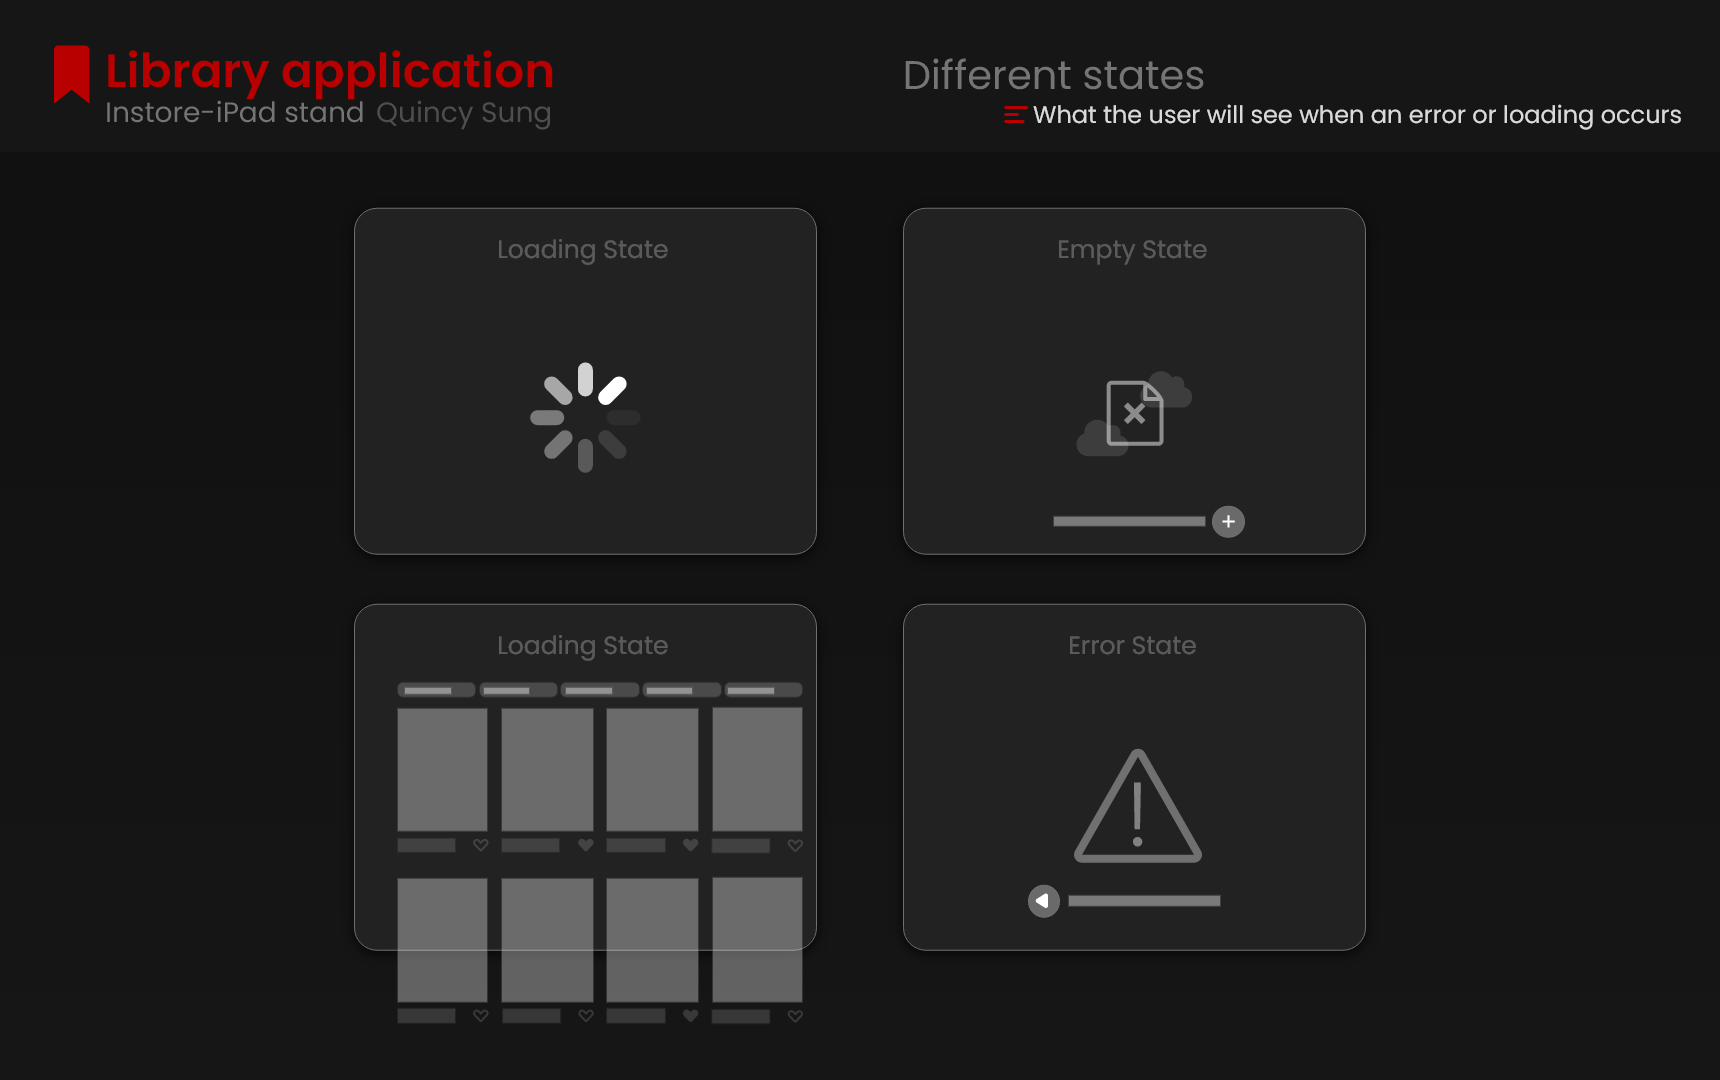 Library application
Instore-iPad stand Quincy Sung
Different states
What the user will see when an error or loading occurs
Loading State
Empty State
Loading State
Error State